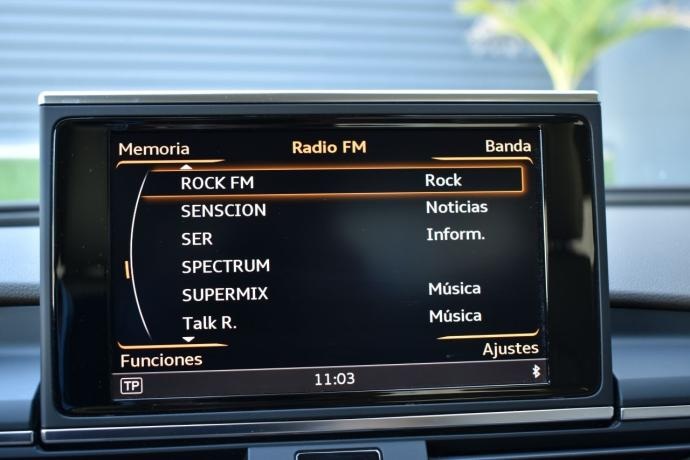 Memoria Radio FM Banda
ROCK FM Rock
SENSCION Noticias
SER Inform.
SPECTRUM
SUPERMIX Música
Talk R. Música
Funciones Ajustes
TP 11:03